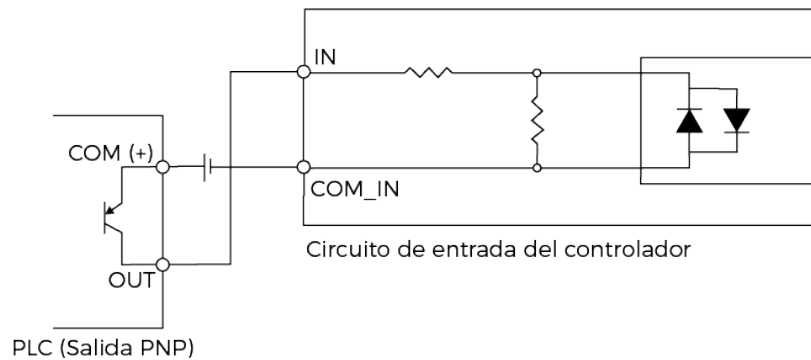 IN
COM (+)
COM_IN
Circuito de entrada del controlador
OUT
PLC (Salida PNP)